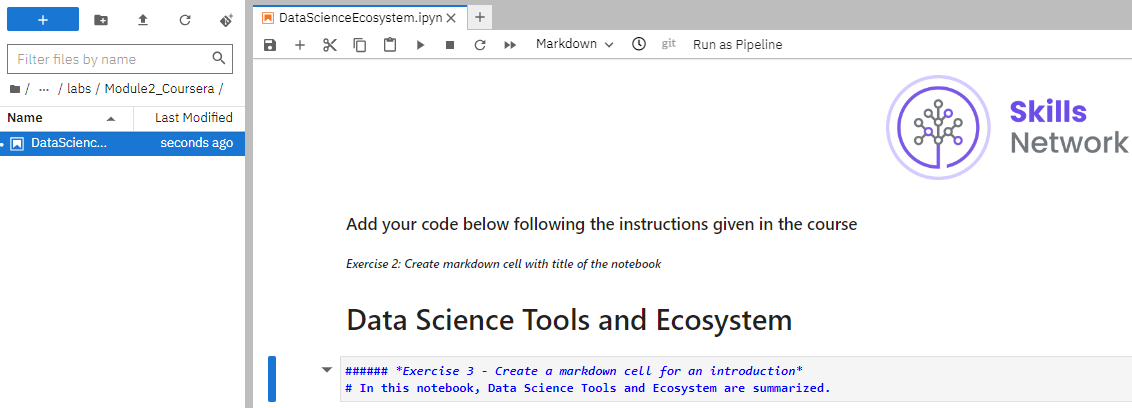 DataScienceEcosystem.ipyn
Markdown
git
Run as Pipeline
Filter files by name
/ ... / labs / Module2_Coursera /
Name
Last Modified
DataScienc...
seconds ago
Skills
Network
Add your code below following the instructions given in the course
Exercise 2: Create markdown cell with title of the notebook
Data Science Tools and Ecosystem
###### *Exercise 3 - Create a markdown cell for an introduction*
# In this notebook, Data Science Tools and Ecosystem are summarized.